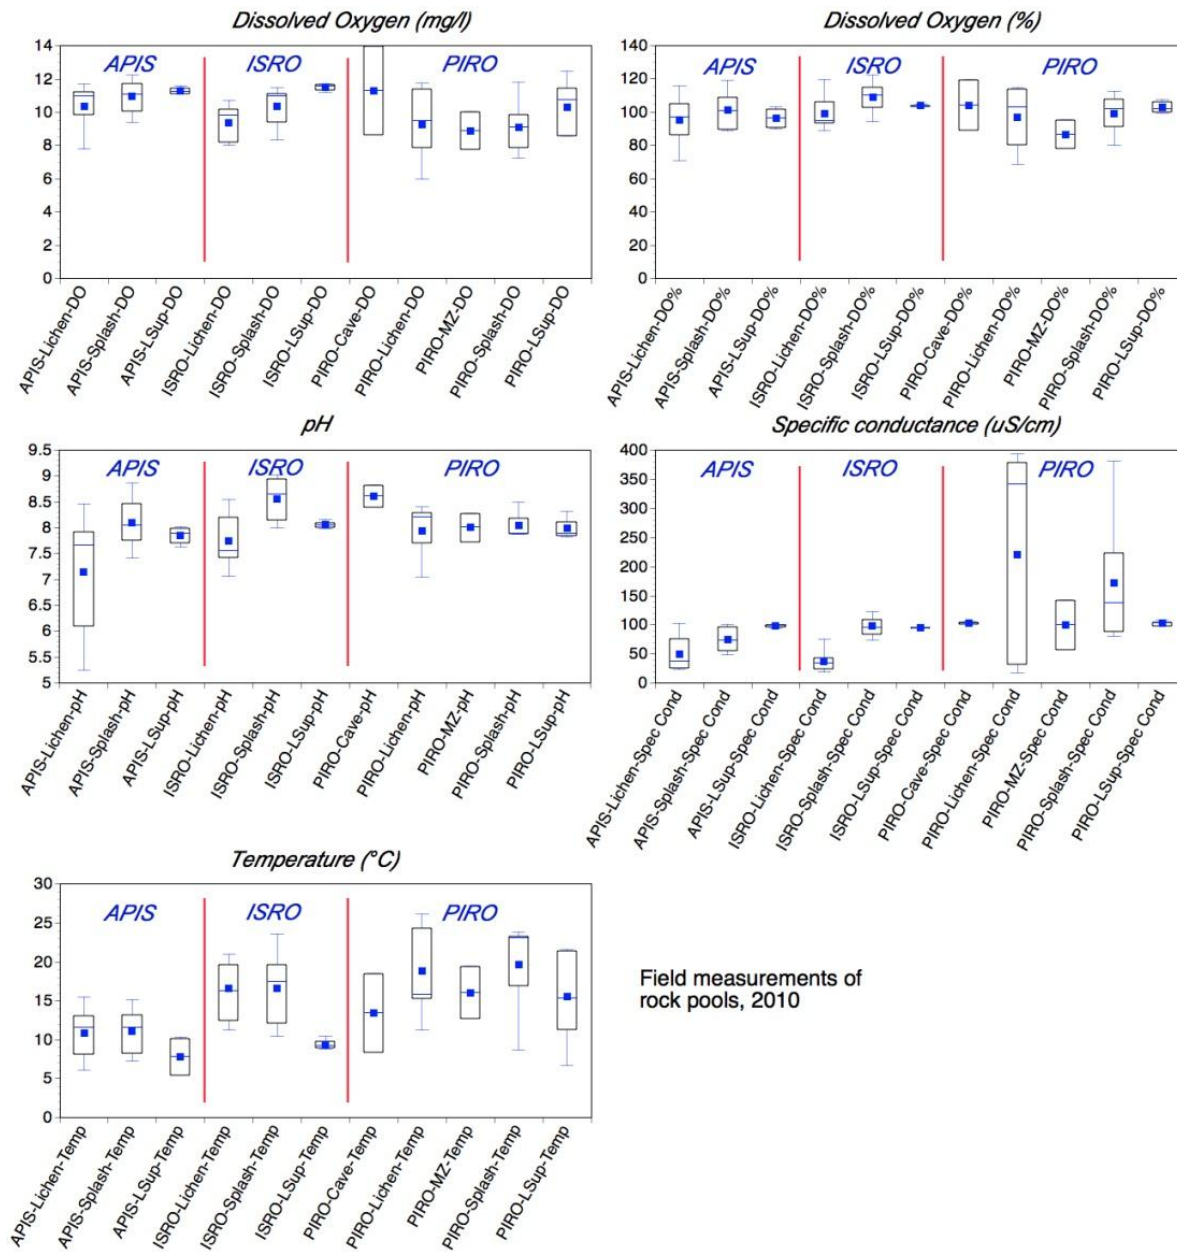 Dissolved Oxygen (mg/l)
APIS
ISRO
PIRO
14
12
10
8
6
4
2
0
APIS-Lichen-DO
APIS-Splash-DO
APIS-LSup-DO
ISRO-Lichen-DO
ISRO-Splash-DO
ISRO-LSup-DO
PIRO-Cave-DO
PIRO-Lichen-DO
PIRO-MZ-DO
PIRO-Splash-DO
PIRO-LSup-DO
Dissolved Oxygen (%)
APIS
ISRO
PIRO
140
120
100
80
60
40
20
0
APIS-Lichen-DO%
APIS-Splash-DO%
APIS-LSup-DO%
ISRO-Lichen-DO%
ISRO-Splash-DO%
ISRO-LSup-DO%
PIRO-Cave-DO%
PIRO-Lichen-DO%
PIRO-MZ-DO%
PIRO-Splash-DO%
PIRO-LSup-DO%
pH
APIS
ISRO
PIRO
9.5
9
8.5
8
7.5
7
6.5
6
5.5
5
APIS-Lichen-pH
APIS-Splash-pH
APIS-LSup-pH
ISRO-Lichen-pH
ISRO-Splash-pH
ISRO-LSup-pH
PIRO-Cave-pH
PIRO-Lichen-pH
PIRO-MZ-pH
PIRO-Splash-pH
PIRO-LSup-pH
Specific conductance (uS/cm)
APIS
ISRO
PIRO
400
350
300
250
200
150
100
50
0
APIS-Lichen-Spec Cond
APIS-Splash-Spec Cond
APIS-LSup-Spec Cond
ISRO-Lichen-Spec Cond
ISRO-Splash-Spec Cond
ISRO-LSup-Spec Cond
PIRO-Cave-Spec Cond
PIRO-Lichen-Spec Cond
PIRO-MZ-Spec Cond
PIRO-Splash-Spec Cond
PIRO-LSup-Spec Cond
Temperature (°C)
APIS
ISRO
PIRO
30
25
20
15
10
5
0
APIS-Lichen-Temp
APIS-Splash-Temp
APIS-LSup-Temp
ISRO-Lichen-Temp
ISRO-Splash-Temp
ISRO-LSup-Temp
PIRO-Cave-Temp
PIRO-Lichen-Temp
PIRO-MZ-Temp
PIRO-Splash-Temp
PIRO-LSup-Temp
Field measurements of
rock pools, 2010